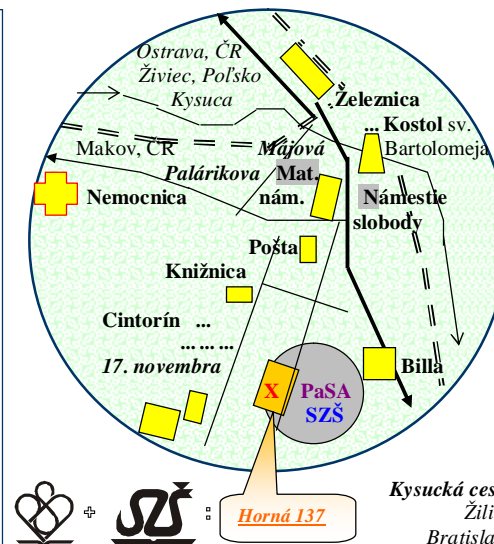 Ostrava, ČR
Živiec, Poľsko
Kysuca
Železnica
... Kostol sv.
Bartolomeja
Makov, ČR
Májová
Palárikova Mat.
nám.
Nemocnica
Námestie
slobody
Pošta
Knižnica
Cintorín ...
... ... ...
17. novembra
Billa
X PaSA
SZŠ
+ SZŠ :
Horná 137
Kysucká ces
Žili
Bratisla